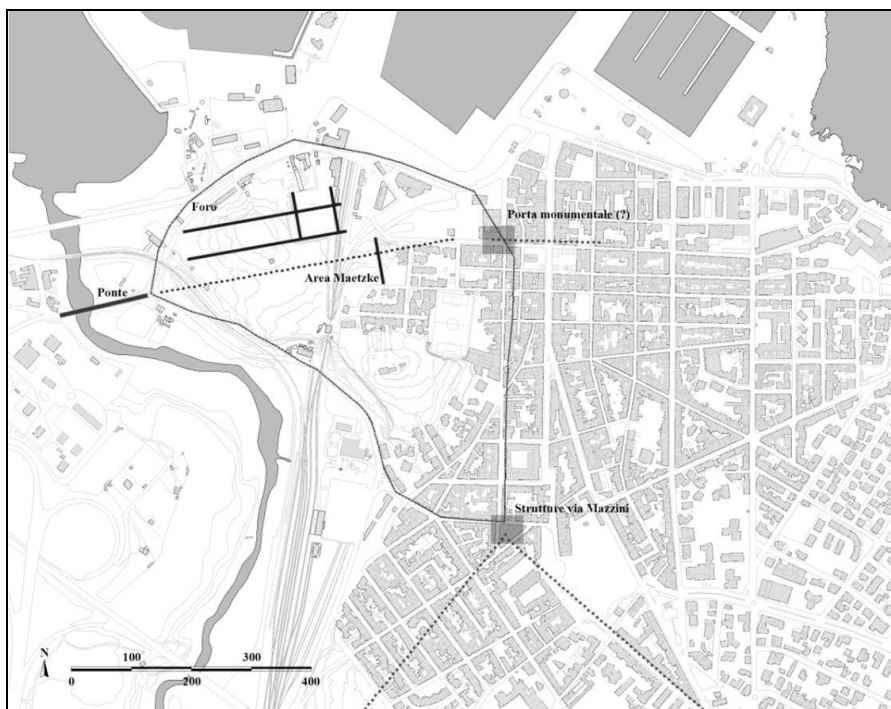 Foro
Porta monumentale (?)
Area Maetzke
Ponte
Strutture via Mazzini
N
100 300
0 200 400